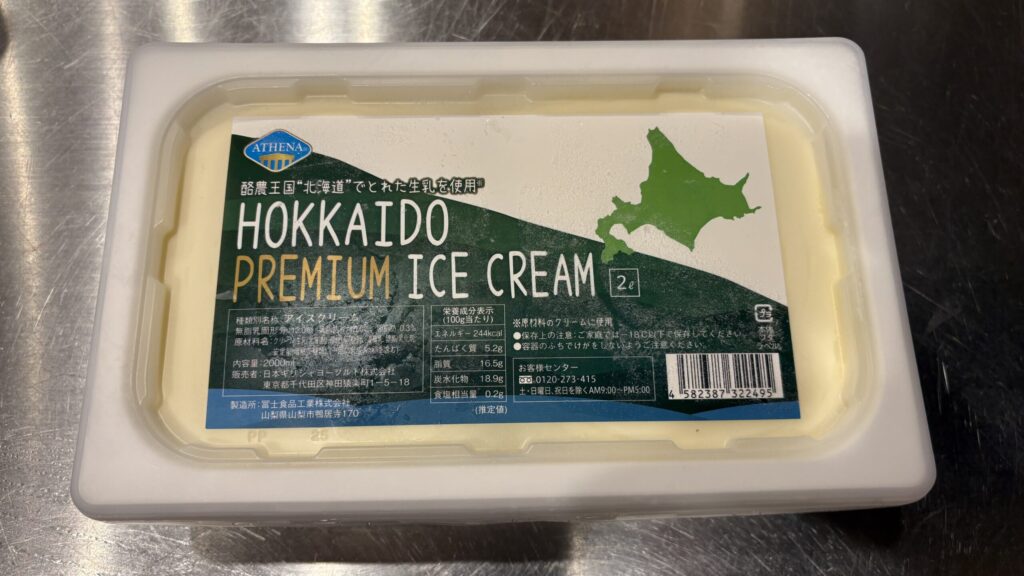 ATHENA
酪農王国“北海道”でとれた生乳を使用※
HOKKAIDO
PREMIUM ICE CREAM 2ℓ
種類別名称 アイスクリーム
無脂乳固形分
原材料名
内容量 2000ml
販売者:日本ギリシャヨーグルト株式会社
東京都千代田区神田猿楽町1-5-18
製造所:富士食品工業株式会社
山梨県山梨市鴨居寺170
栄養成分表示
(100g当たり)
エネルギー 244kcal
たんぱく質 5.2g
脂質 16.5g
炭水化物 18.9g
食塩相当量 0.2g
(推定値)
※原材料のクリームに使用
●保存上の注意:ご家庭では-18℃以下で保存してください。
●容器のふちでけがをしないようご注意ください。
お客様センター
0120-273-415
土・日曜日、祝日を除くAM9:00~PM5:00
4 582387 322495
PP 25